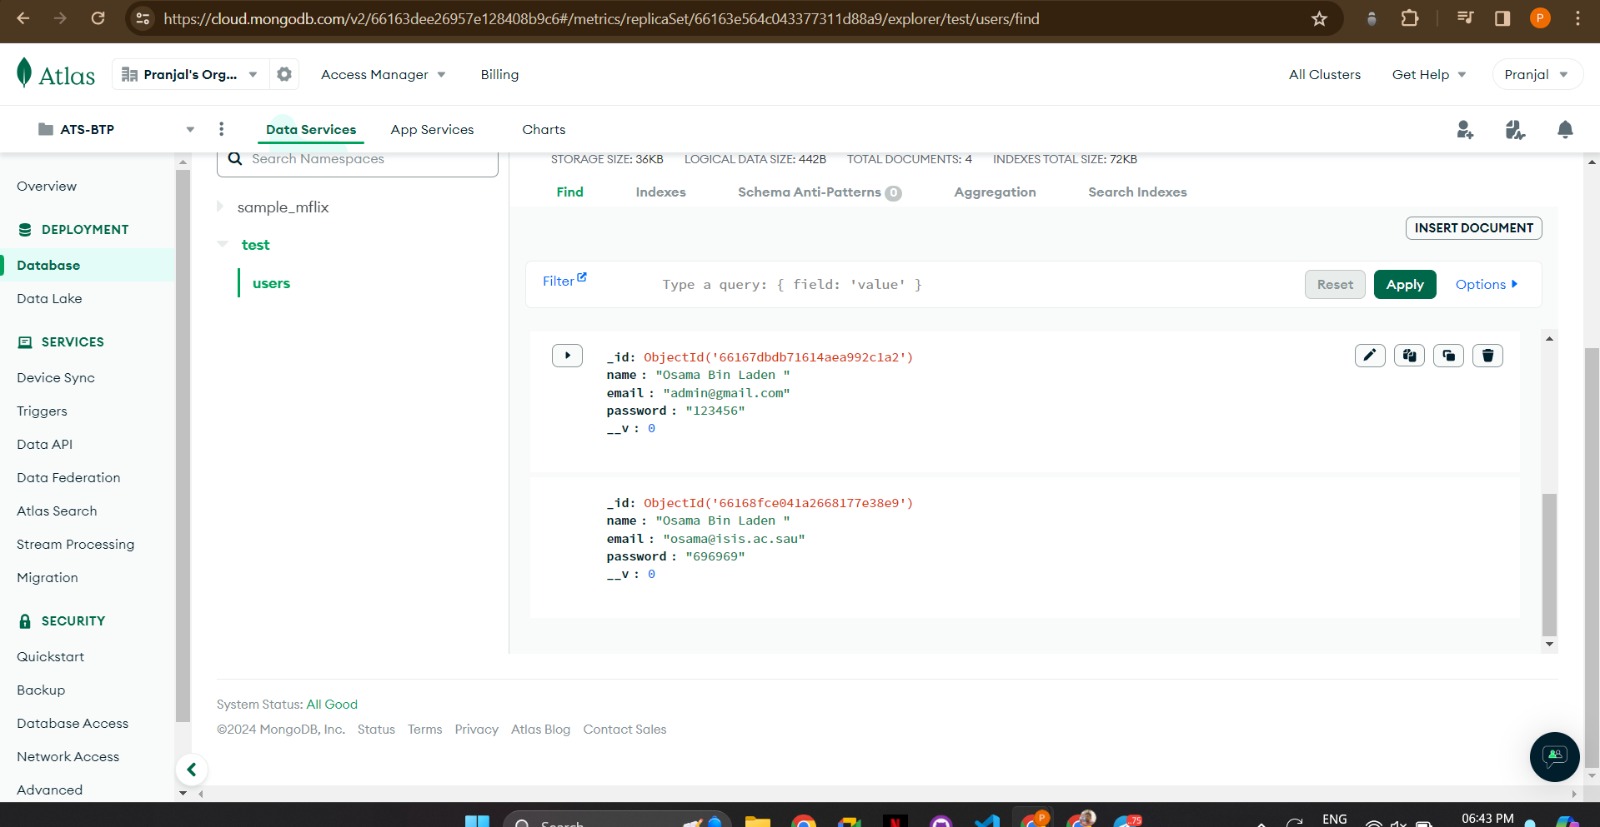 https://cloud.mongodb.com/v2/66163dee26957e128408b9c6#/metrics/replicaSet/66163e564c043377311d88a9/explorer/test/users/find
P
Atlas
Pranjal's Org...
Access Manager
Billing
All Clusters
Get Help
Pranjal
ATS-BTP
Data Services
App Services
Charts
Overview
DEPLOYMENT
Database
Data Lake
SERVICES
Device Sync
Triggers
Data API
Data Federation
Atlas Search
Stream Processing
Migration
SECURITY
Quickstart
Backup
Database Access
Network Access
Advanced
Search Namespaces
sample_mflix
test
users
STORAGE SIZE: 36KB LOGICAL DATA SIZE: 442B TOTAL DOCUMENTS: 4 INDEXES TOTAL SIZE: 72KB
Find
Indexes
Schema Anti-Patterns 0
Aggregation
Search Indexes
INSERT DOCUMENT
Filter
Type a query: { field: 'value' }
Reset
Apply
Options
_id: ObjectId('66167dbdb71614aea992c1a2')
name : "Osama Bin Laden "
email : "admin@gmail.com"
password : "123456"
__v : 0
_id: ObjectId('66168fce041a2668177e38e9')
name : "Osama Bin Laden "
email : "osama@isis.ac.sau"
password : "696969"
__v : 0
System Status: All Good
©2024 MongoDB, Inc. Status Terms Privacy Atlas Blog Contact Sales
Search
N
P
75
ENG
06:43 PM